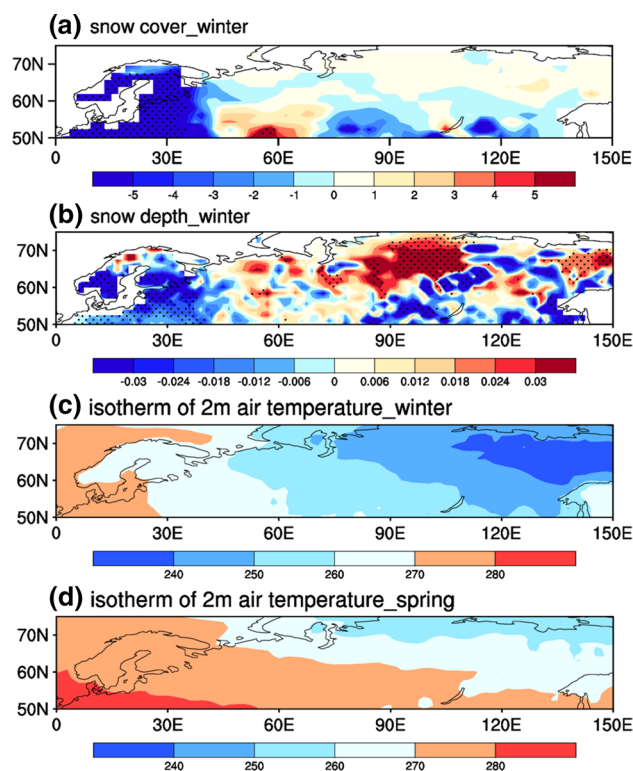 (a) snow cover_winter
70N
60N
50N
0 30E 60E 90E 120E 150E
-5 -4 -3 -2 -1 0 1 2 3 4 5
(b) snow depth_winter
70N
60N
50N
0 30E 60E 90E 120E 150E
-0.03 -0.024 -0.018 -0.012 -0.006 0 0.006 0.012 0.018 0.024 0.03
(c) isotherm of 2m air temperature_winter
70N
60N
50N
0 30E 60E 90E 120E 150E
240 250 260 270 280
(d) isotherm of 2m air temperature_spring
70N
60N
50N
0 30E 60E 90E 120E 150E
240 250 260 270 280